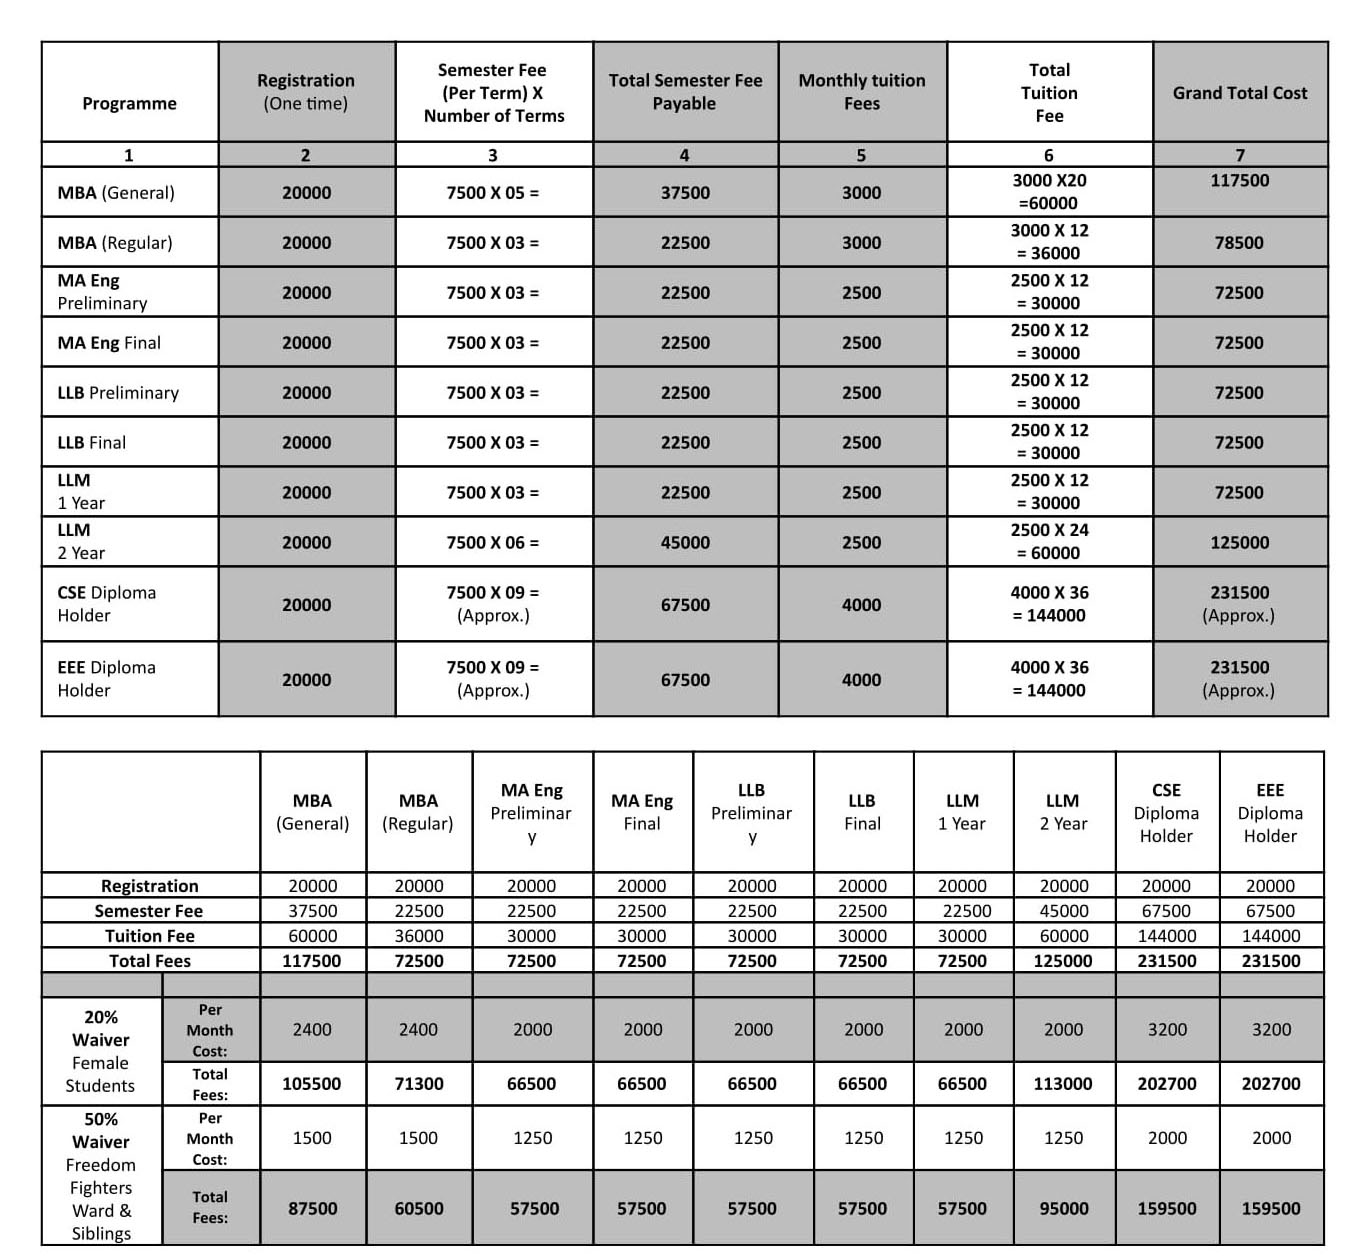 Programme
Registration
(One time)
Semester Fee
(Per Term) X
Number of Terms
Total Semester Fee
Payable
Monthly tuition
Fees
Total
Tuition
Fee
Grand Total Cost
1 2 3 4 5 6 7
MBA (General) 20000 7500 X 05 = 37500 3000 3000 X20 117500
=60000
MBA (Regular) 20000 7500 X 03 = 22500 3000 3000 X 12 78500
= 36000
MA Eng 20000 7500 X 03 = 22500 2500 2500 X 12 72500
Preliminary = 30000
MA Eng Final 20000 7500 X 03 = 22500 2500 2500 X 12 72500
= 30000
LLB Preliminary 20000 7500 X 03 = 22500 2500 2500 X 12 72500
= 30000
LLB Final 20000 7500 X 03 = 22500 2500 2500 X 12 72500
= 30000
LLM 20000 7500 X 03 = 22500 2500 2500 X 12 72500
1 Year = 30000
LLM 20000 7500 X 06 = 45000 2500 2500 X 24 125000
2 Year = 60000
CSE Diploma 20000 7500 X 09 = 67500 4000 4000 X 36 231500
Holder (Approx.) = 144000 (Approx.)
EEE Diploma 20000 7500 X 09 = 67500 4000 4000 X 36 231500
Holder (Approx.) = 144000 (Approx.)
MBA
(General)
MBA
(Regular)
MA Eng
Preliminar
y
MA Eng
Final
LLB
Preliminar
y
LLB
Final
LLM
1 Year
LLM
2 Year
CSE
Diploma
Holder
EEE
Diploma
Holder
Registration 20000 20000 20000 20000 20000 20000 20000 20000 20000 20000
Semester Fee 37500 22500 22500 22500 22500 22500 22500 45000 67500 67500
Tuition Fee 60000 36000 30000 30000 30000 30000 30000 60000 144000 144000
Total Fees 117500 72500 72500 72500 72500 72500 72500 125000 231500 231500
20%
Waiver
Female
Students
Per
Month
Cost:
2400 2400 2000 2000 2000 2000 2000 2000 3200 3200
Total
Fees:
105500 71300 66500 66500 66500 66500 66500 113000 202700 202700
50%
Waiver
Freedom
Fighters
Ward &
Siblings
Per
Month
Cost:
1500 1500 1250 1250 1250 1250 1250 1250 2000 2000
Total
Fees:
87500 60500 57500 57500 57500 57500 57500 95000 159500 159500